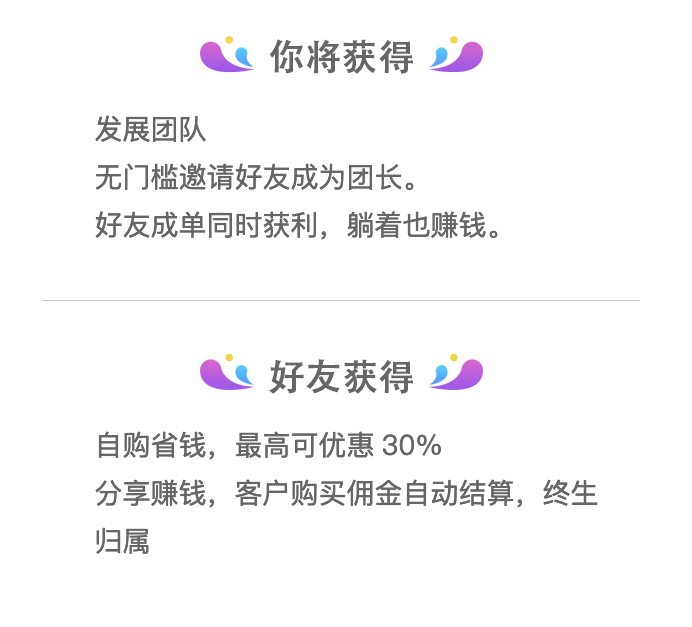 你将获得
发展团队
无门槛邀请好友成为团长。
好友成单同时获利，躺着也赚钱。
好友获得
自购省钱，最高可优惠 30%
分享赚钱，客户购买佣金自动结算，终生
归属